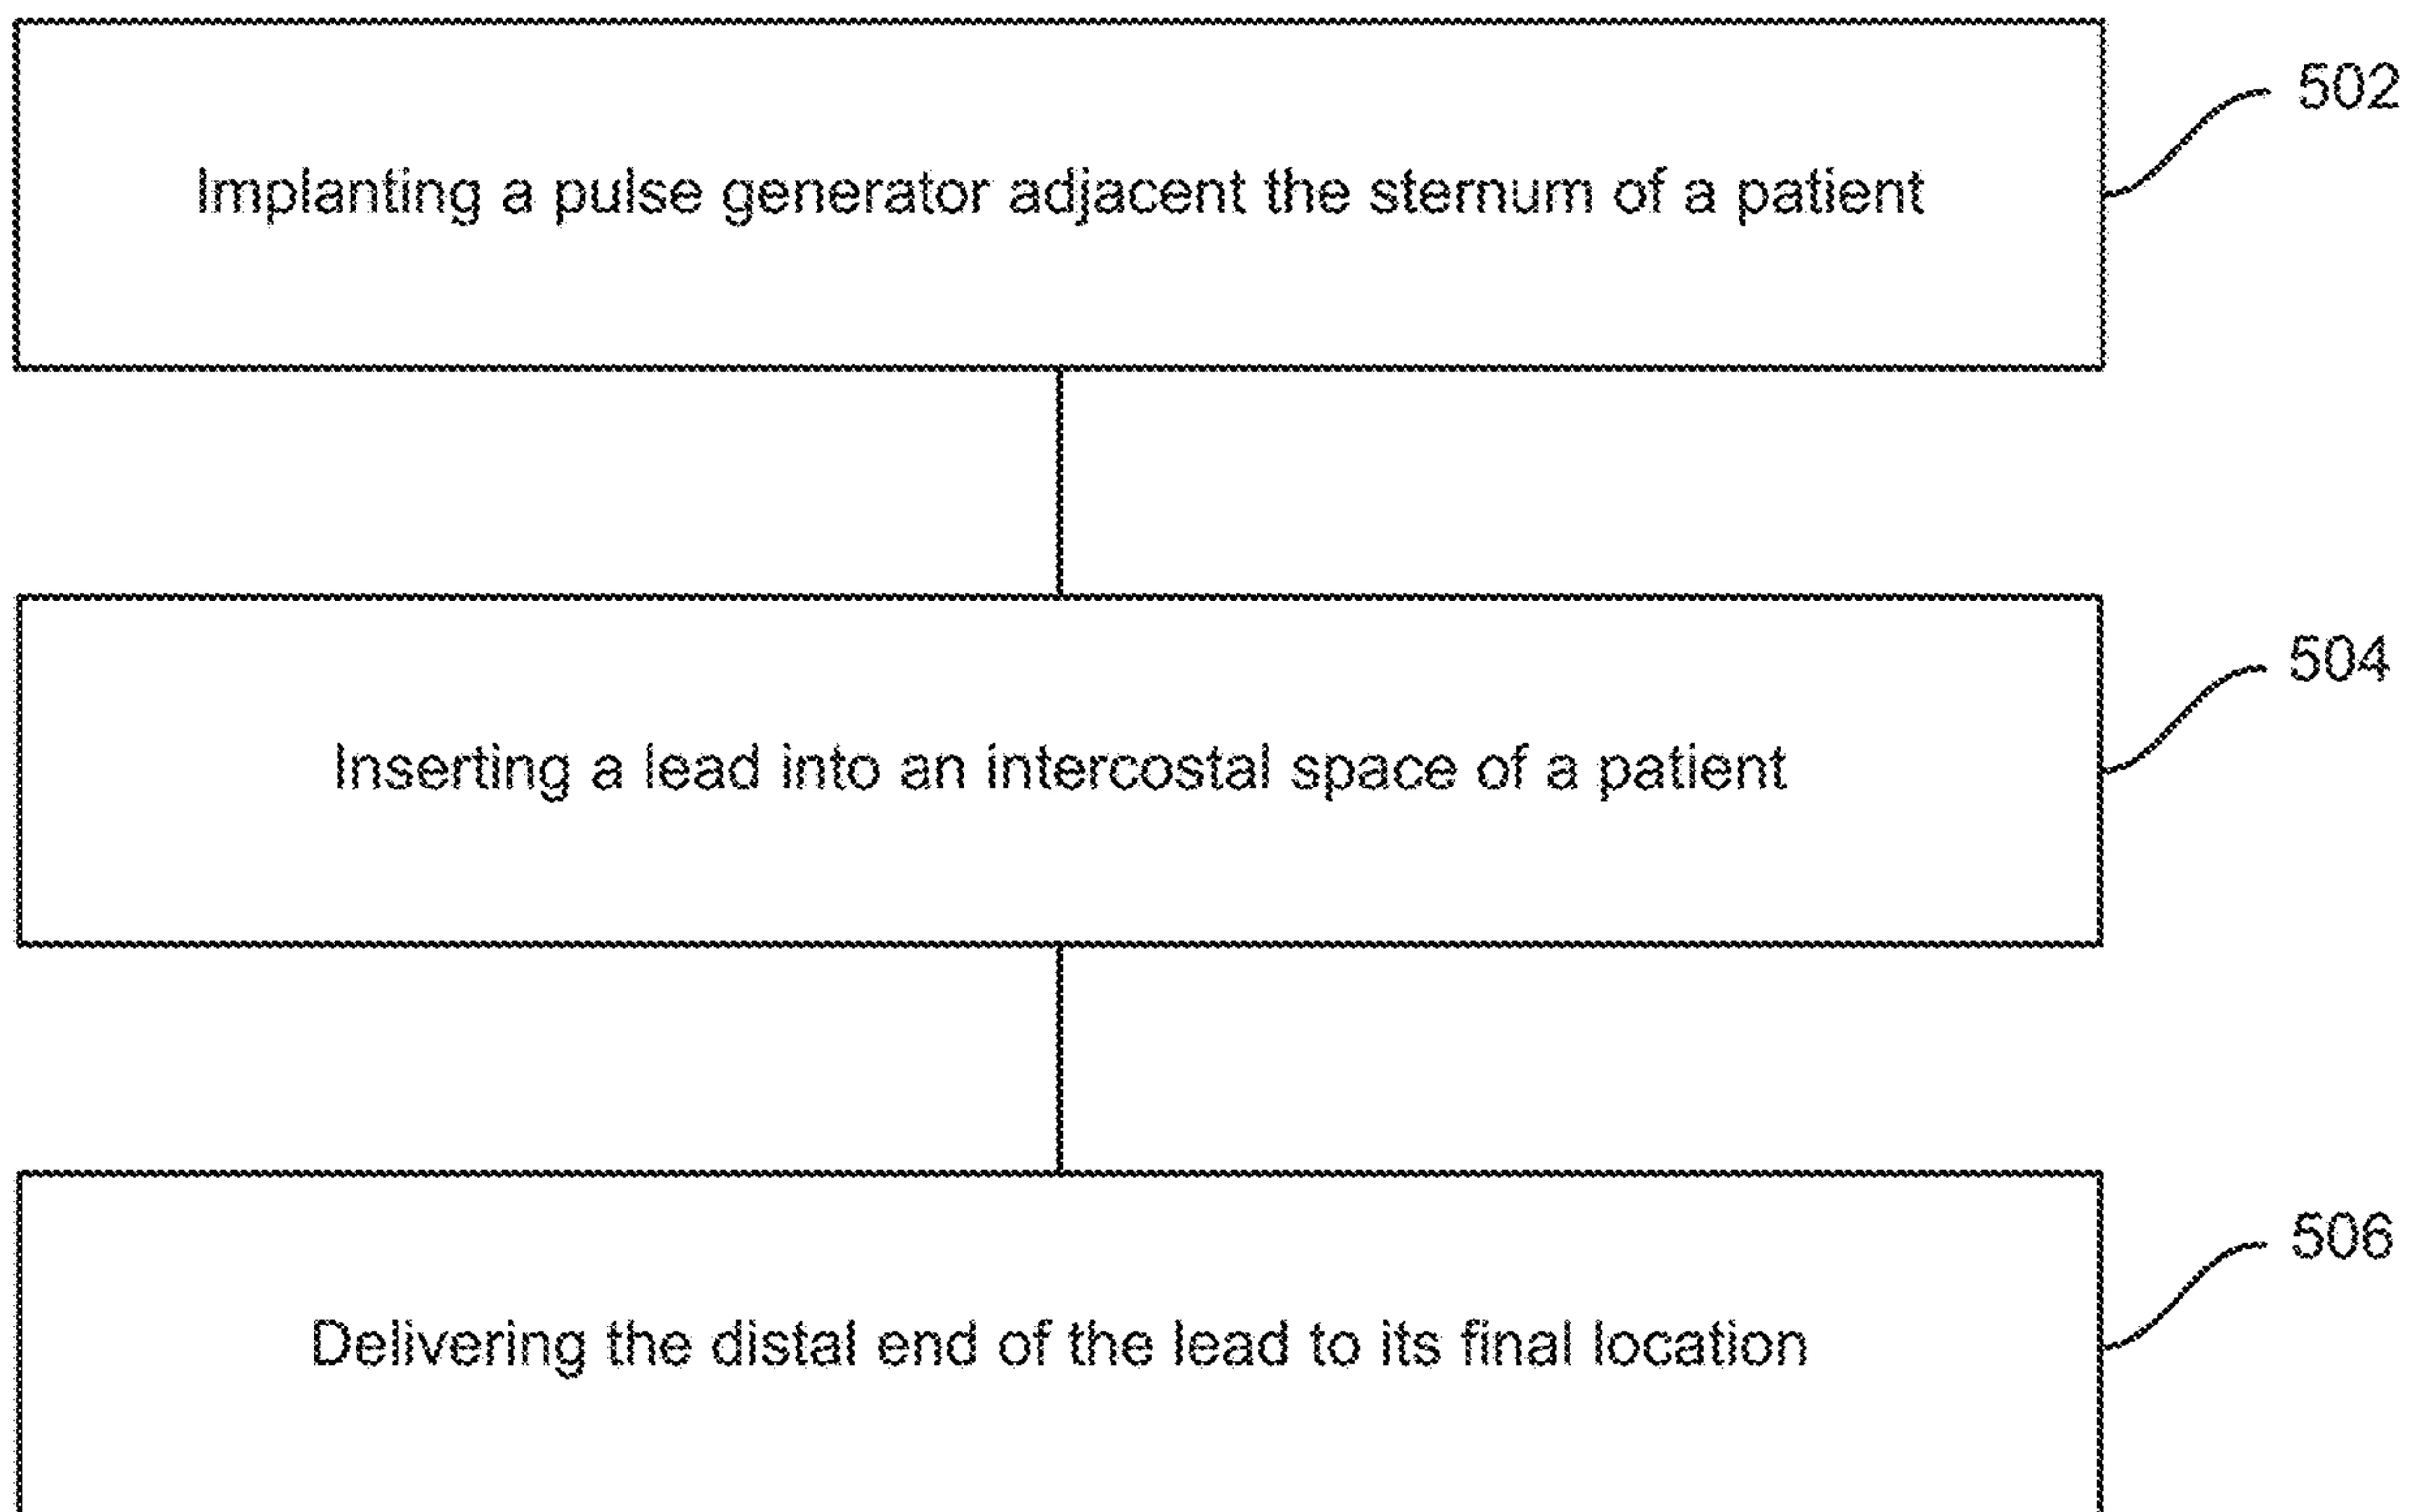 502
Implanting a pulse generator adjacent the sternum of a patient
504
Inserting a lead into an intercostal space of a patient
506
Delivering the distal end of the lead to its final location